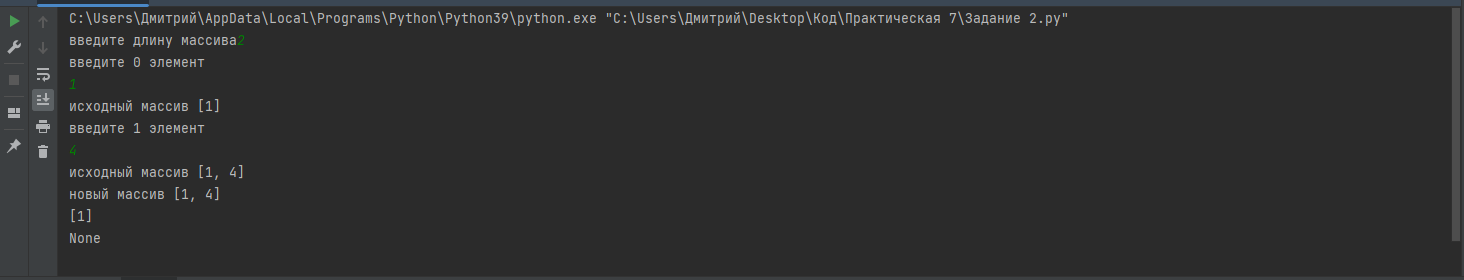 C:\Users\Дмитрий\AppData\Local\Programs\Python\Python39\python.exe "C:\Users\Дмитрий\Desktop\Код\Практическая 7\Задание 2.py"
введите длину массива2
введите 0 элемент
1
исходный массив [1]
введите 1 элемент
4
исходный массив [1, 4]
новый массив [1, 4]
[1]
None